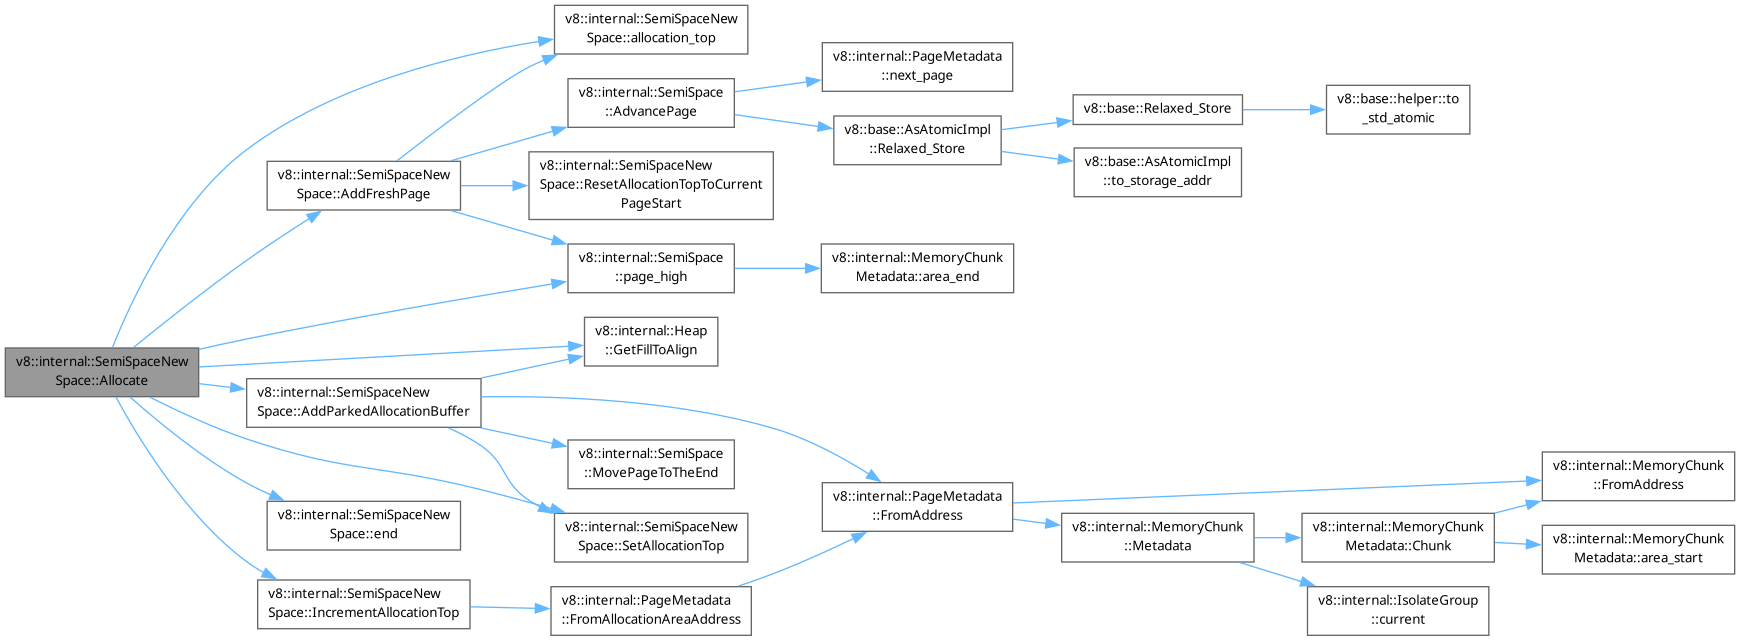 v8::internal::SemiSpaceNew
Space::allocation_top
v8::internal::PageMetadata
::next_page
v8::internal::SemiSpace
::AdvancePage
v8::base::Relaxed_Store
v8::base::helper::to
_std_atomic
v8::base::AsAtomicImpl
::Relaxed_Store
v8::base::AsAtomicImpl
::to_storage_addr
v8::internal::SemiSpaceNew
Space::AddFreshPage
v8::internal::SemiSpaceNew
Space::ResetAllocationTopToCurrent
PageStart
v8::internal::SemiSpace
::page_high
v8::internal::MemoryChunk
Metadata::area_end
v8::internal::SemiSpaceNew
Space::Allocate
v8::internal::Heap
::GetFillToAlign
v8::internal::SemiSpaceNew
Space::AddParkedAllocationBuffer
v8::internal::SemiSpace
::MovePageToTheEnd
v8::internal::SemiSpaceNew
Space::end
v8::internal::SemiSpaceNew
Space::SetAllocationTop
v8::internal::PageMetadata
::FromAddress
v8::internal::MemoryChunk
::Metadata
v8::internal::MemoryChunk
Metadata::Chunk
v8::internal::MemoryChunk
::FromAddress
v8::internal::MemoryChunk
Metadata::area_start
v8::internal::SemiSpaceNew
Space::IncrementAllocationTop
v8::internal::PageMetadata
::FromAllocationAreaAddress
v8::internal::IsolateGroup
::current